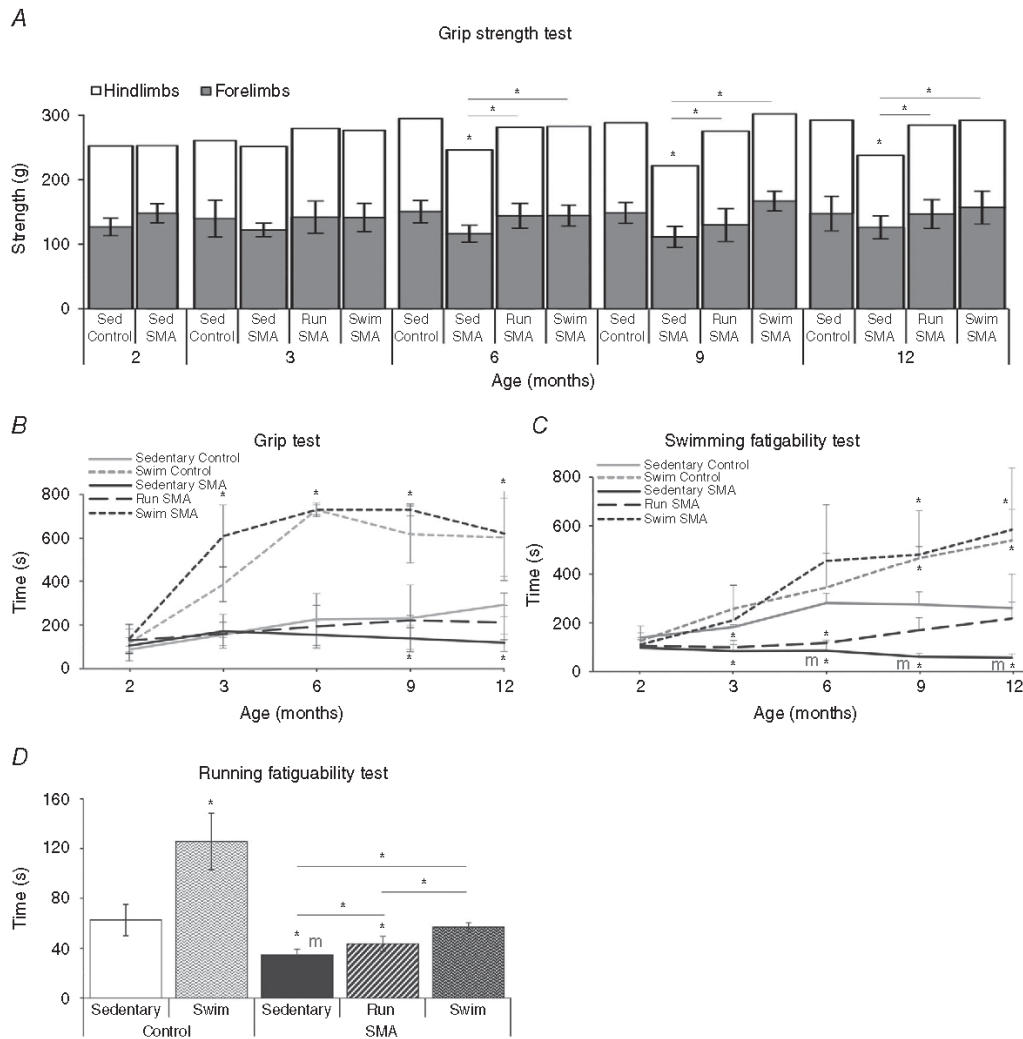 A
Grip strength test
Hindlimbs Forelimbs
* * *
* * *
* * *
300
200
100
0
Strength (g)
Sed Control
Sed SMA
Sed Control
Sed SMA
Run SMA
Swim SMA
Sed Control
Sed SMA
Run SMA
Swim SMA
Sed Control
Sed SMA
Run SMA
Swim SMA
Sed Control
Sed SMA
Run SMA
Swim SMA
2 3 6 9 12
Age (months)
B
Grip test
Sedentary Control
Swim Control
Sedentary SMA
Run SMA
Swim SMA
* * * *
* *
800
600
400
200
0
Time (s)
2 3 6 9 12
Age (months)
C
Swimming fatigability test
Sedentary Control
Swim Control
Sedentary SMA
Run SMA
Swim SMA
* *
* *
* *
* m * m * m *
800
600
400
200
0
Time (s)
2 3 6 9 12
Age (months)
D
Running fatiguability test
160
120
80
40
0
Time (s)
*
*
* *
* m *
Sedentary Swim Sedentary Run Swim
Control SMA